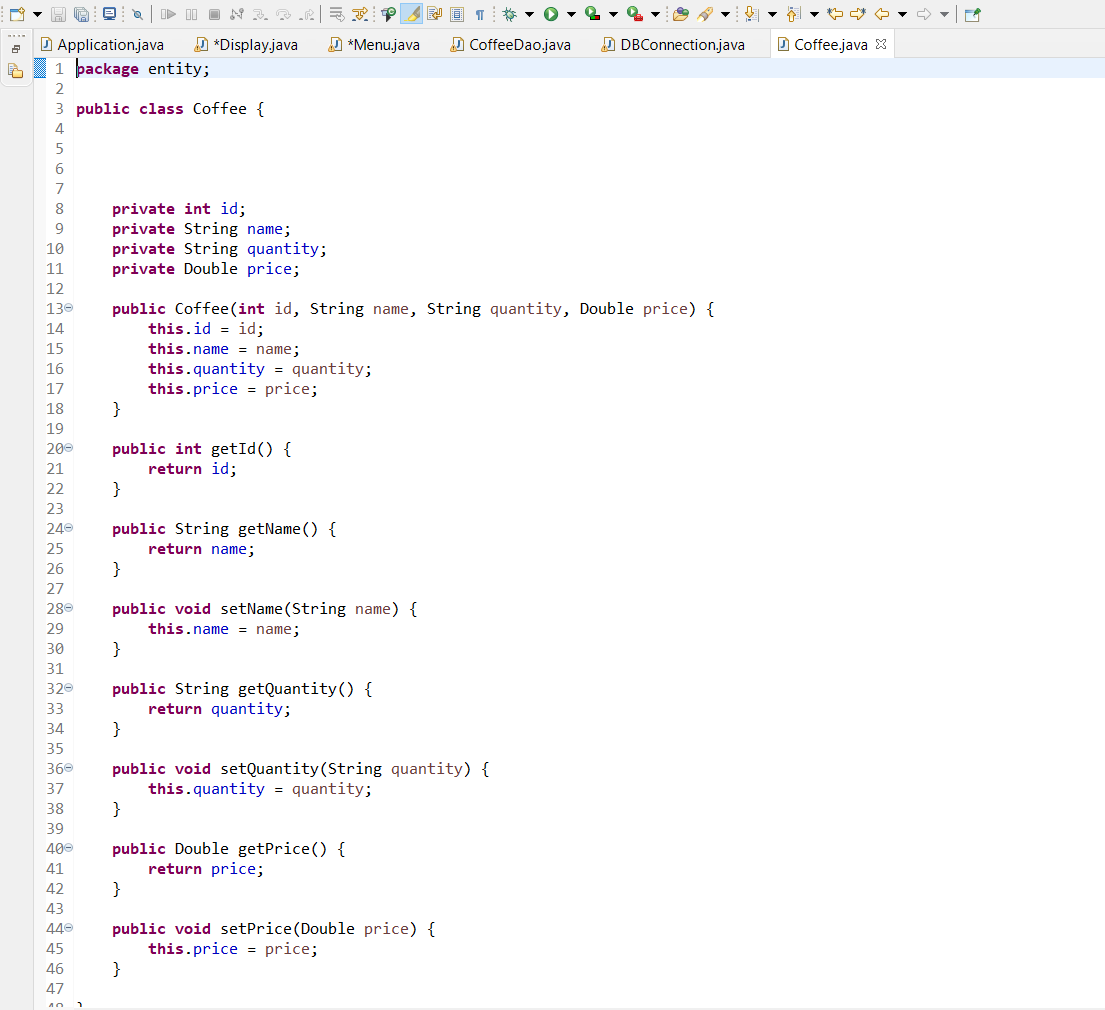 Application.java *Display.java *Menu.java CoffeeDao.java DBConnection.java Coffee.java
1 package entity;
2
3 public class Coffee {
4
5
6
7
8 private int id;
9 private String name;
10 private String quantity;
11 private Double price;
12
13 public Coffee(int id, String name, String quantity, Double price) {
14 this.id = id;
15 this.name = name;
16 this.quantity = quantity;
17 this.price = price;
18 }
19
20 public int getId() {
21 return id;
22 }
23
24 public String getName() {
25 return name;
26 }
27
28 public void setName(String name) {
29 this.name = name;
30 }
31
32 public String getQuantity() {
33 return quantity;
34 }
35
36 public void setQuantity(String quantity) {
37 this.quantity = quantity;
38 }
39
40 public Double getPrice() {
41 return price;
42 }
43
44 public void setPrice(Double price) {
45 this.price = price;
46 }
47
48 }